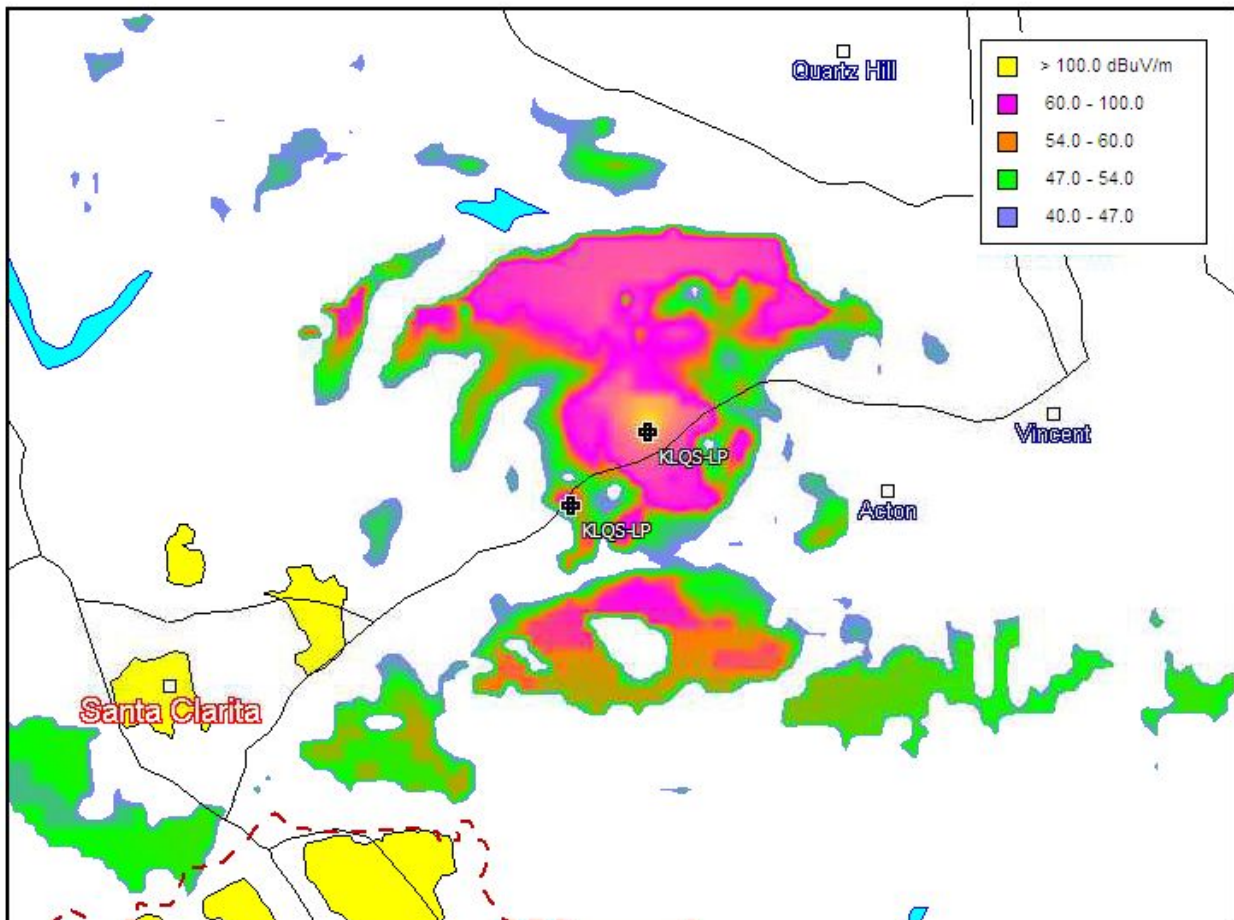 Quartz Hill
> 100.0 dBuV/m
60.0 - 100.0
54.0 - 60.0
47.0 - 54.0
40.0 - 47.0
Vincent
KLQS-LP
Acton
KLQS-LP
Santa Clarita